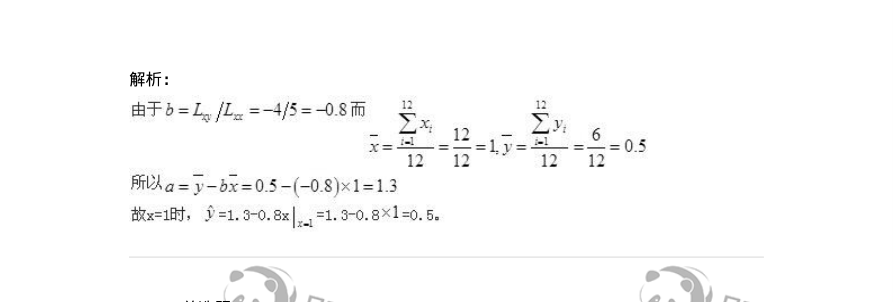 解析：
由于 b = L_xy / L_xx = −4/5 = −0.8 而 x̄ = (∑_{i=1}^{12} x_i)/12 = 12/12 = 1, ȳ = (∑_{i=1}^{12} y_i)/12 = 6/12 = 0.5
所以 a = ȳ − bx̄ = 0.5 − (−0.8)×1 = 1.3
故x=1时， ŷ =1.3-0.8x|_{x=1} =1.3-0.8×1=0.5。